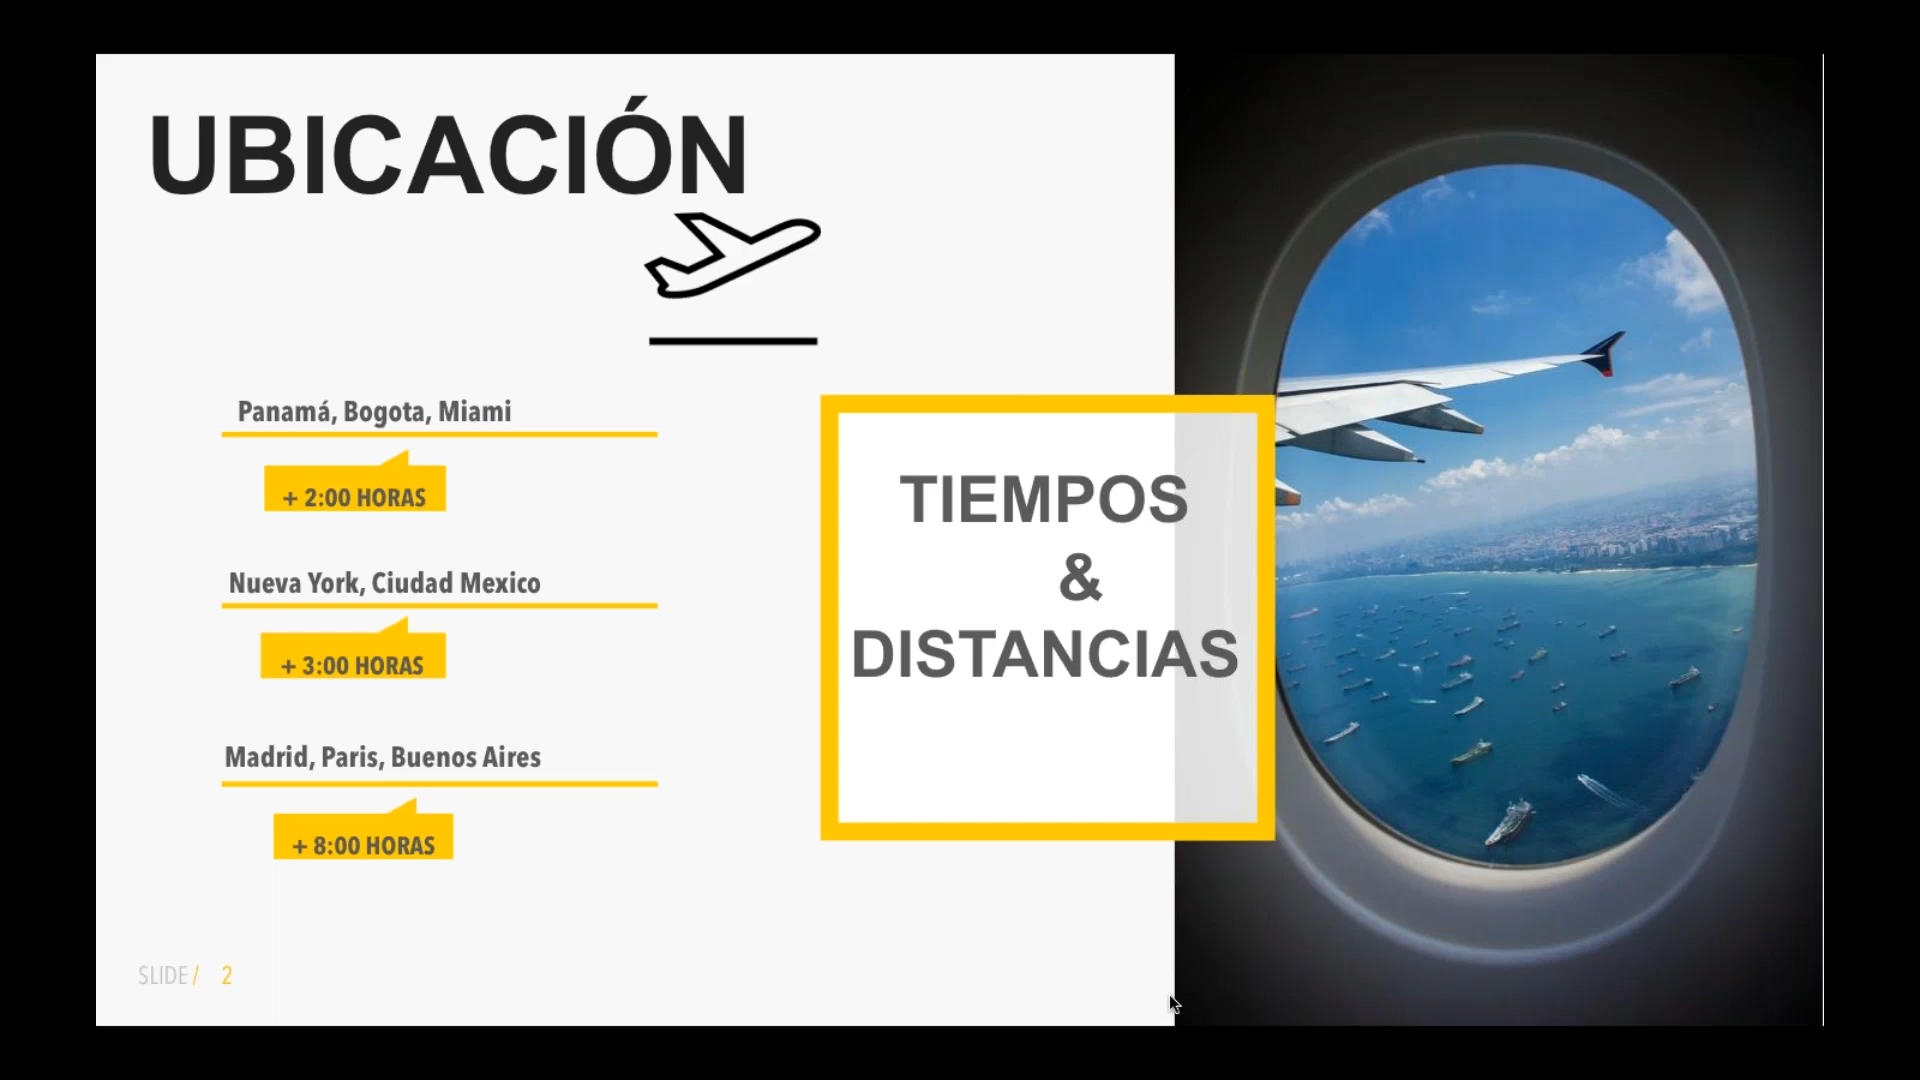 UBICACIÓN
Panamá, Bogota, Miami
+ 2:00 HORAS
Nueva York, Ciudad Mexico
+ 3:00 HORAS
Madrid, Paris, Buenos Aires
+ 8:00 HORAS
TIEMPOS
&
DISTANCIAS
SLIDE / 2